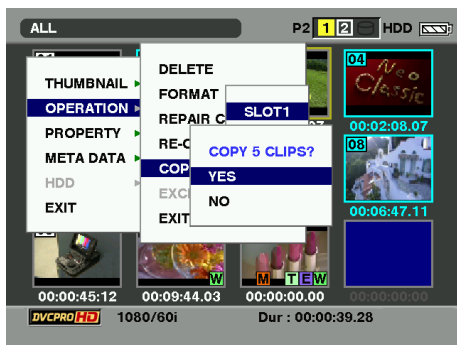 ALL
P2 1 2 HDD
04 Neo Classic
00:02:08.07
08
00:06:47.11
THUMBNAIL
OPERATION
PROPERTY
META DATA
HDD
EXIT
DELETE
FORMAT
REPAIR C
RE-C
COP
EXC
EXIT
SLOT1
COPY 5 CLIPS?
YES
NO
W
M T E W
00:00:45:12 00:09:44.03 00:00:00.00 00:00:00:00
DVCPRO HD 1080/60i Dur : 00:00:39.28